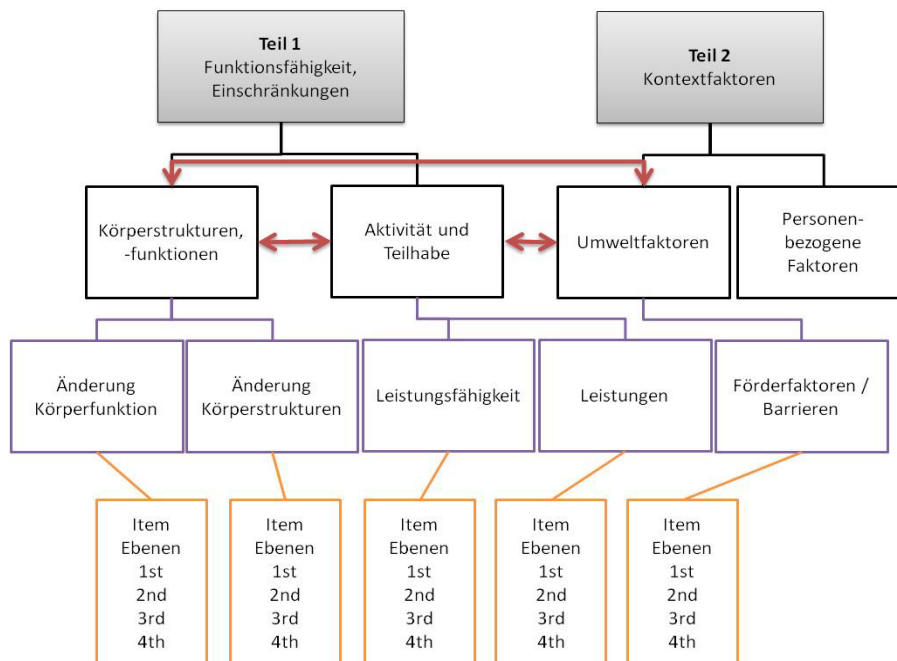 Teil 1
Funktionsfähigkeit,
Einschränkungen
Teil 2
Kontextfaktoren
Körperstrukturen,
-funktionen
Aktivität und
Teilhabe
Umweltfaktoren
Personen-
bezogene
Faktoren
Änderung
Körperfunktion
Änderung
Körperstrukturen
Leistungsfähigkeit
Leistungen
Förderfaktoren /
Barrieren
Item
Ebenen
1st
2nd
3rd
4th
Item
Ebenen
1st
2nd
3rd
4th
Item
Ebenen
1st
2nd
3rd
4th
Item
Ebenen
1st
2nd
3rd
4th
Item
Ebenen
1st
2nd
3rd
4th